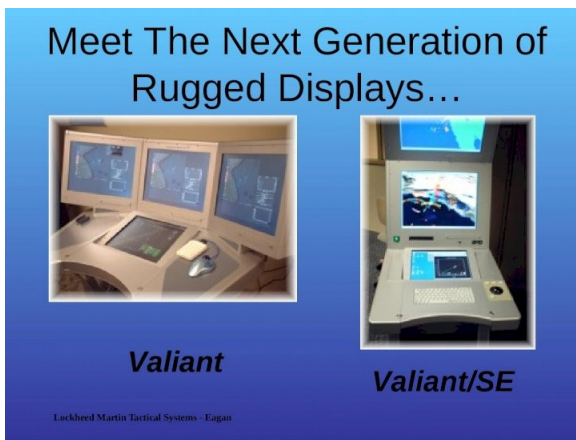 Meet The Next Generation of
Rugged Displays…
Valiant
Valiant/SE
Lockheed Martin Tactical Systems - Eagan